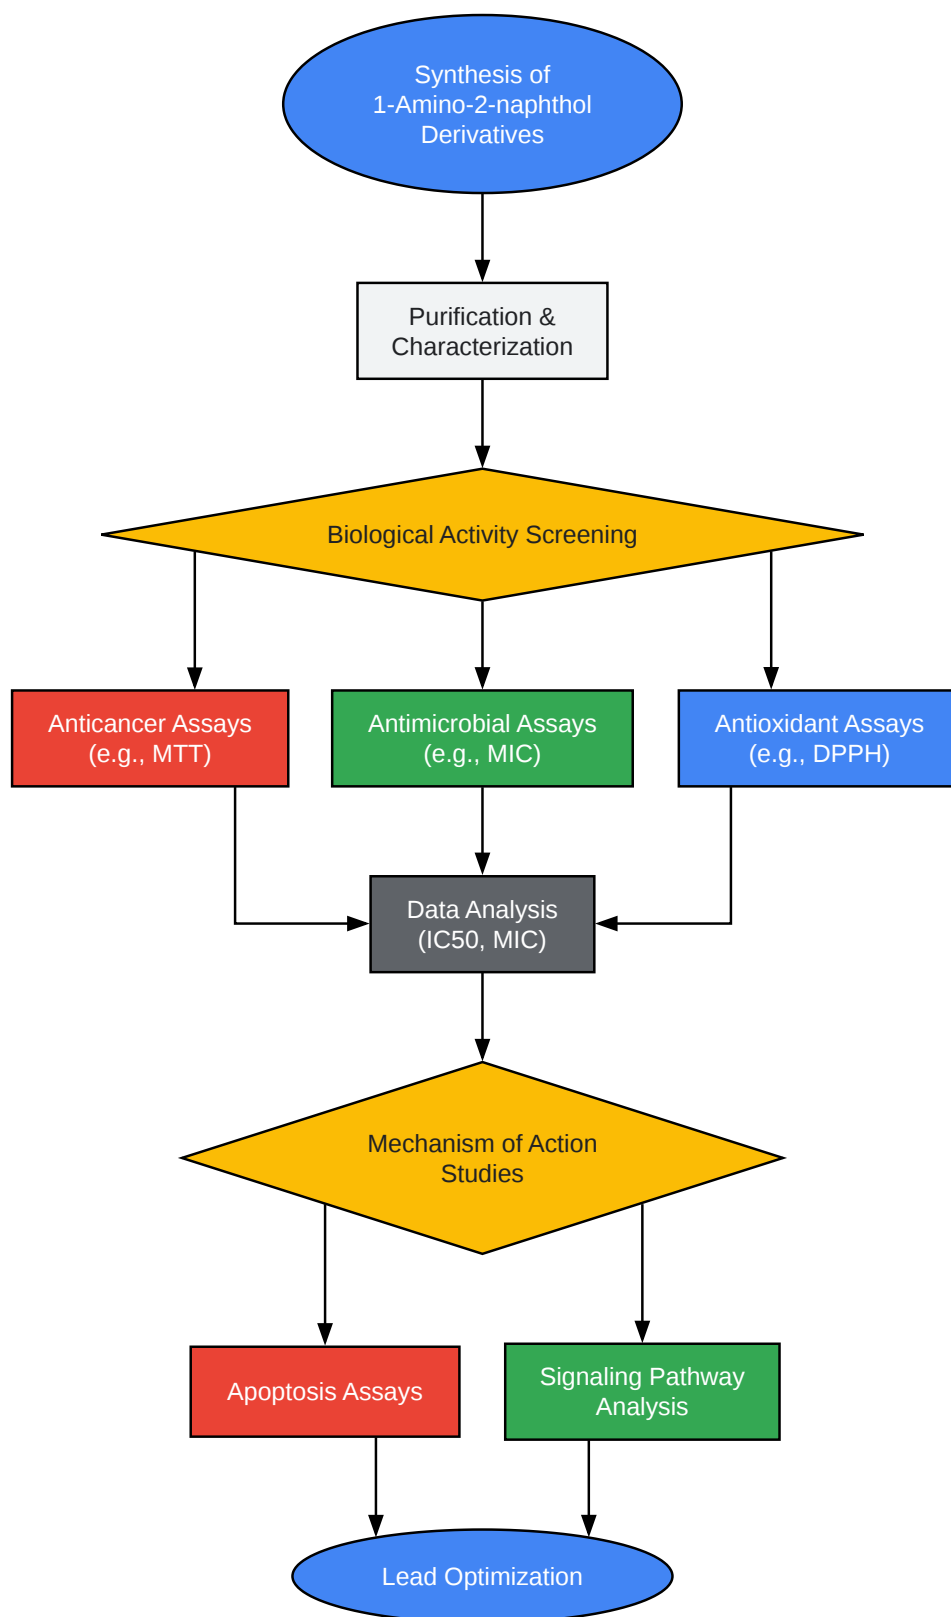 Synthesis of
1-Amino-2-naphthol
Derivatives
Purification &
Characterization
Biological Activity Screening
Anticancer Assays
(e.g., MTT)
Antimicrobial Assays
(e.g., MIC)
Antioxidant Assays
(e.g., DPPH)
Data Analysis
(IC50, MIC)
Mechanism of Action
Studies
Apoptosis Assays
Signaling Pathway
Analysis
Lead Optimization